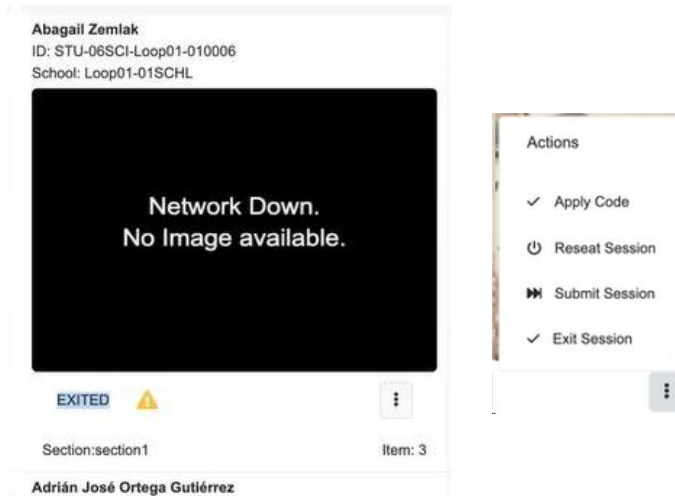 Abagail Zemlak
ID: STU-06SCI-Loop01-010006
School: Loop01-01SCHL
Network Down.
No Image available.
EXITED
Section:section1 Item: 3
Adrián José Ortega Gutiérrez
Actions
Apply Code
Reseat Session
Submit Session
Exit Session